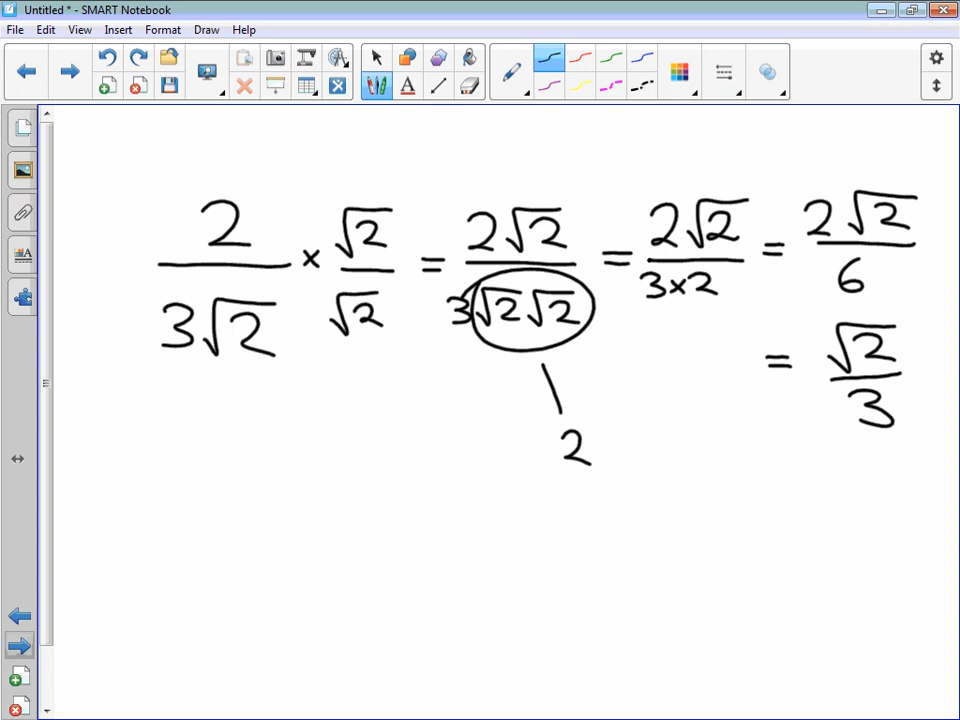 Untitled * - SMART Notebook
File Edit View Insert Format Draw Help
2/(3√2) × √2/√2 = 2√2/(3√2√2) = 2√2/(3×2) = 2√2/6
= √2/3
2